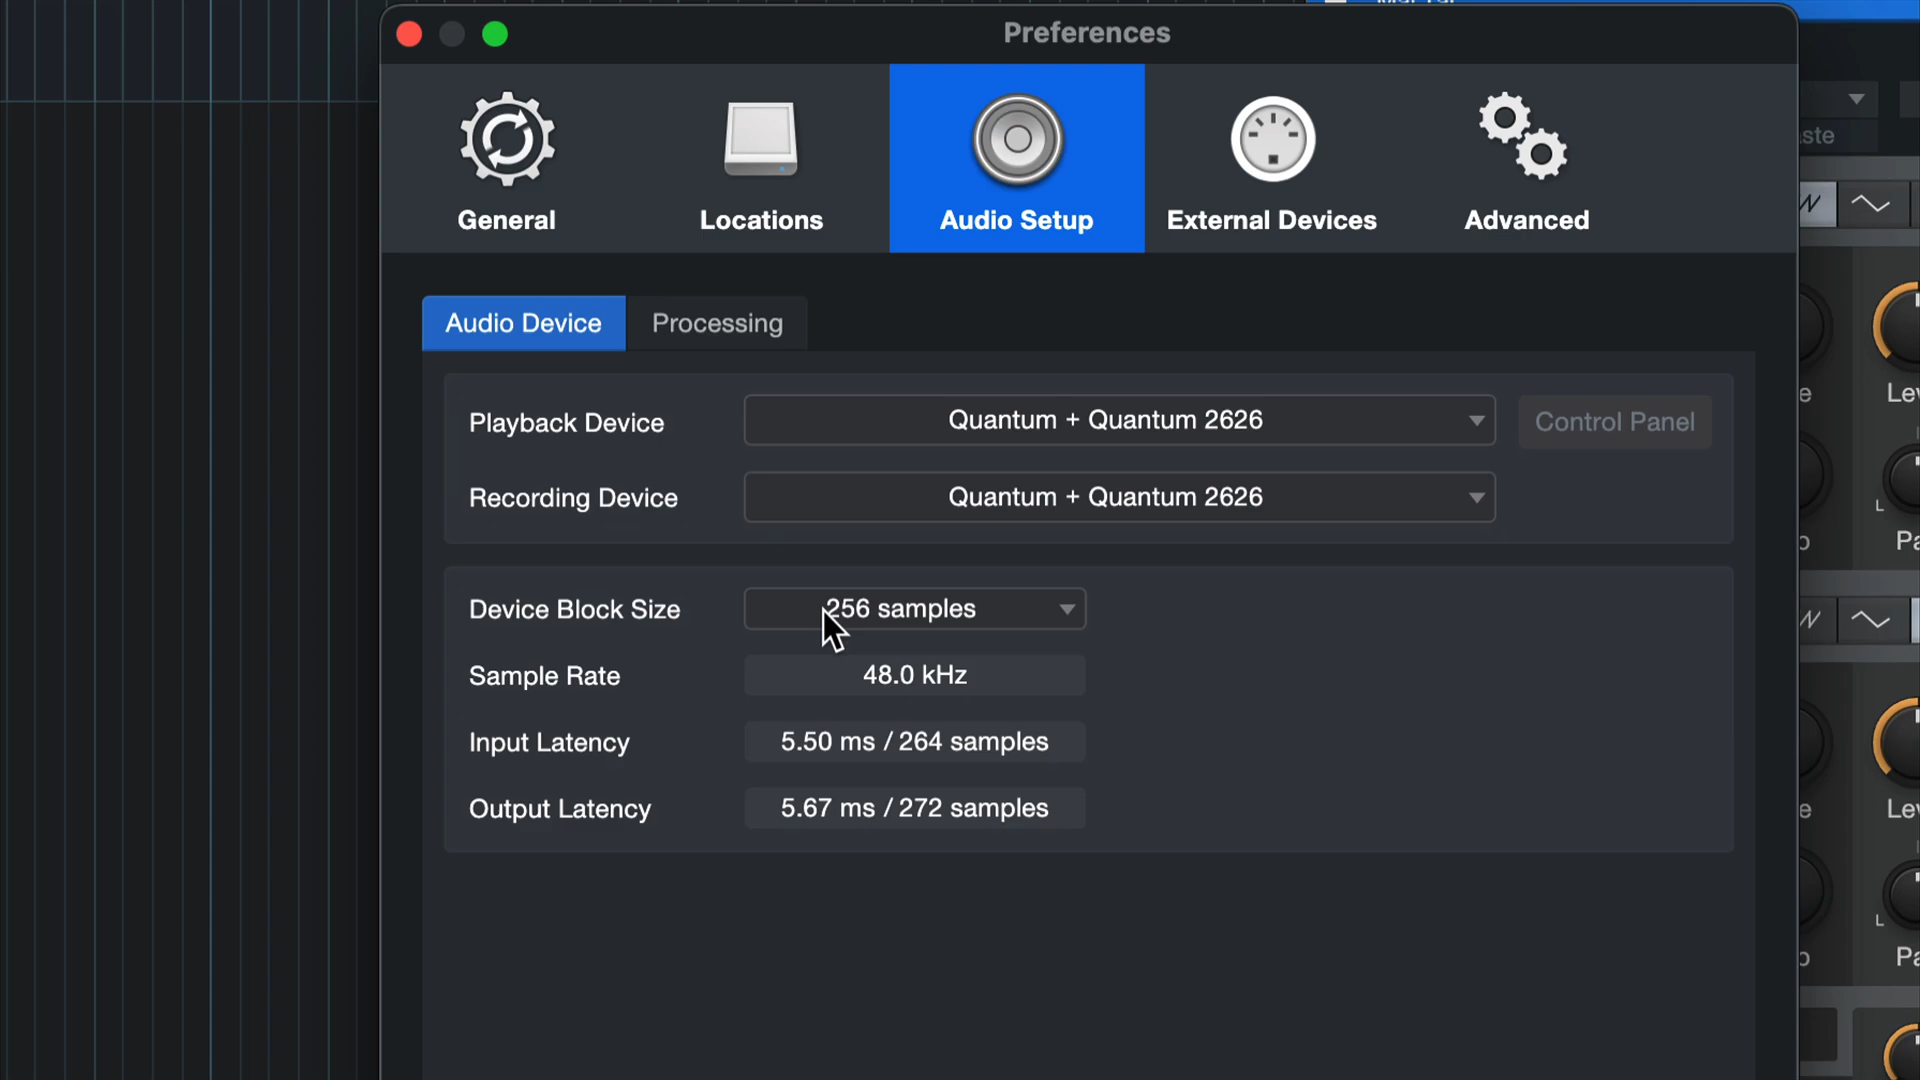 Preferences
General
Locations
Audio Setup
External Devices
Advanced
Audio Device
Processing
Playback Device
Quantum + Quantum 2626
Control Panel
Recording Device
Quantum + Quantum 2626
Device Block Size
256 samples
Sample Rate
48.0 kHz
Input Latency
5.50 ms / 264 samples
Output Latency
5.67 ms / 272 samples
L
L